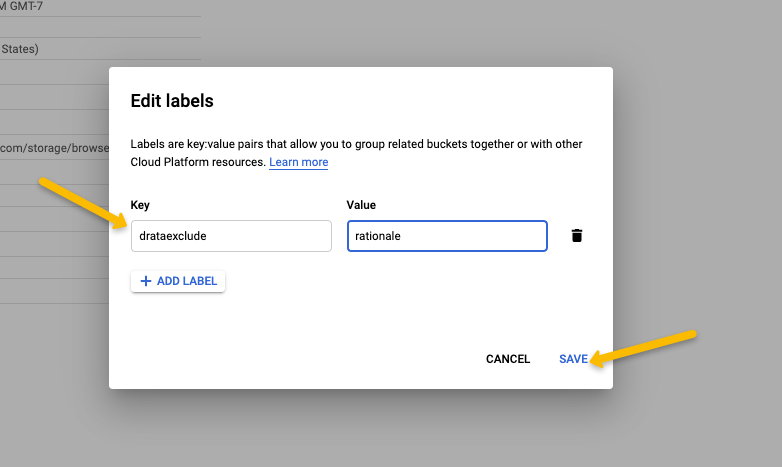 M GMT-7
States)
com/storage/browse
Edit labels
Labels are key:value pairs that allow you to group related buckets together or with other
Cloud Platform resources. Learn more
Key Value
drataexclude rationale
+ ADD LABEL
CANCEL SAVE